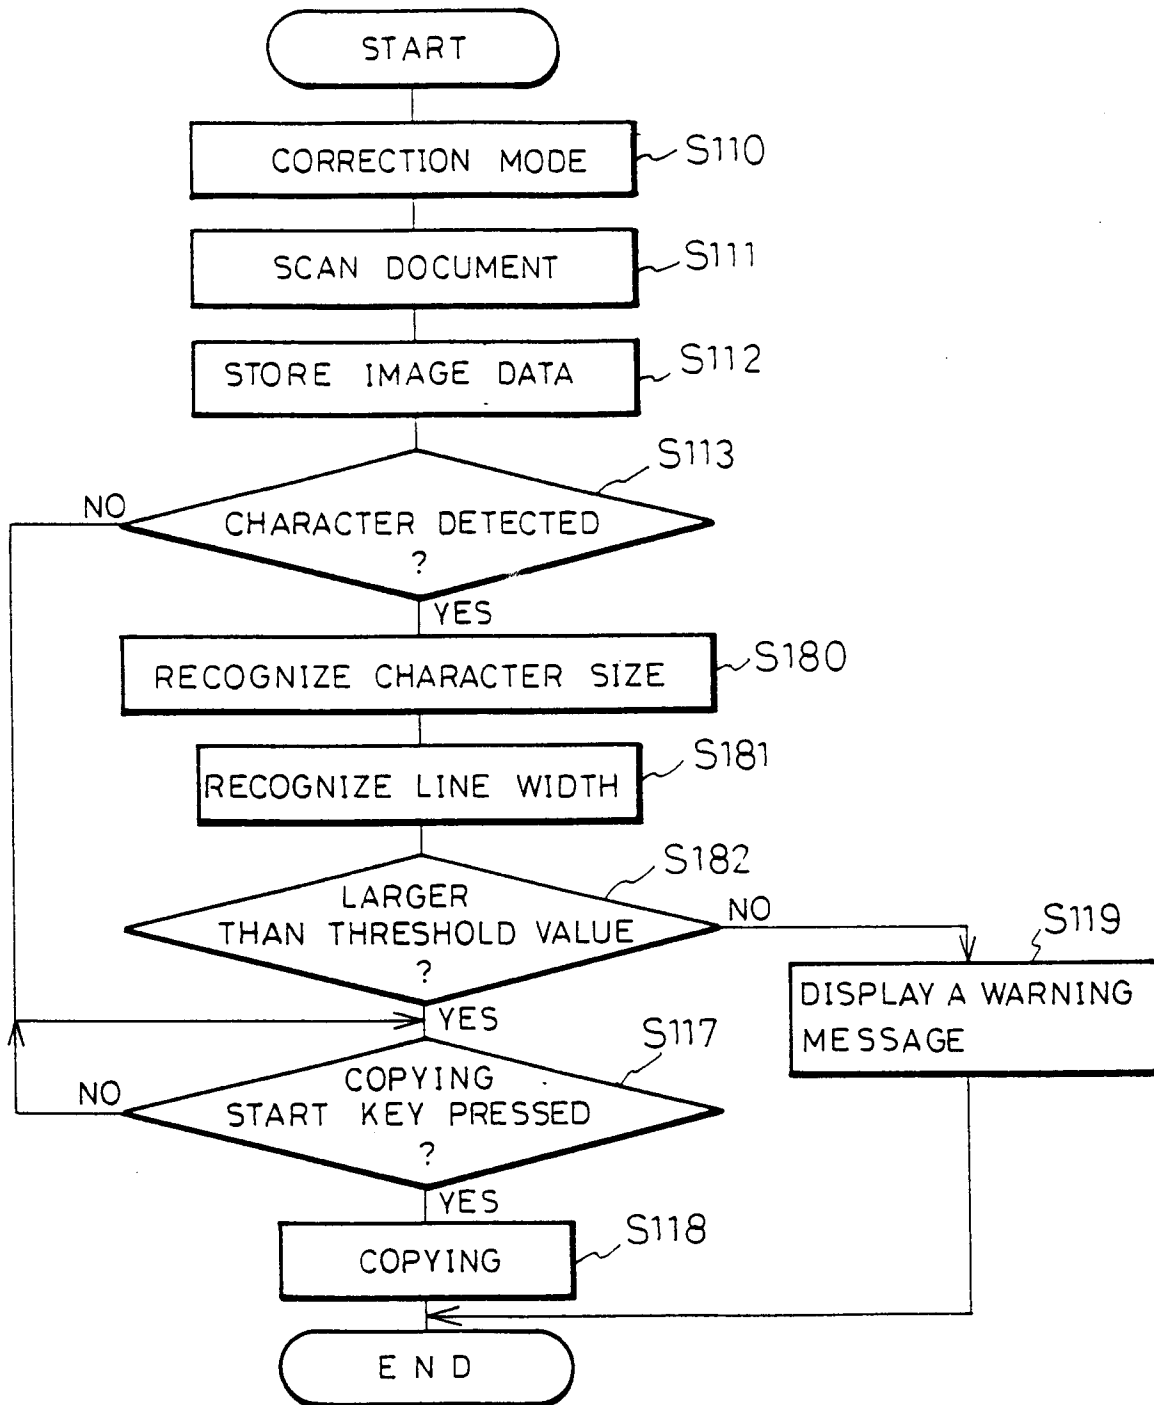 START
CORRECTION MODE
S110
SCAN DOCUMENT
S111
STORE IMAGE DATA
S112
S113
NO
CHARACTER DETECTED
?
YES
RECOGNIZE CHARACTER SIZE
S180
RECOGNIZE LINE WIDTH
S181
S182
LARGER
THAN THRESHOLD VALUE
?
NO
YES
S119
DISPLAY A WARNING
MESSAGE
S117
NO
COPYING
START KEY PRESSED
?
YES
COPYING
S118
END